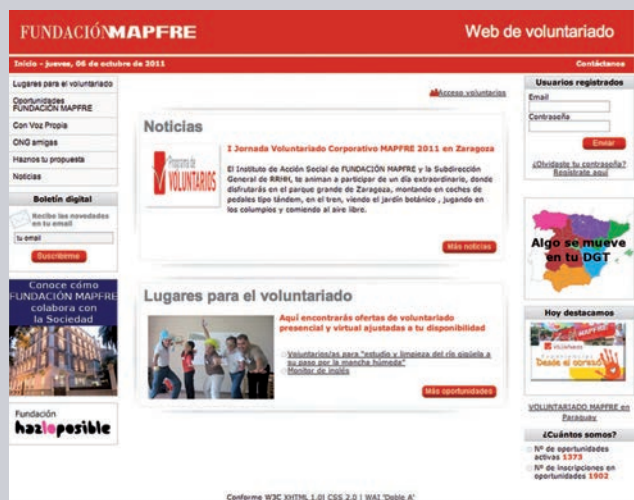 FUNDACIÓN MAPFRE
Web de voluntariado
Inicio - jueves, 06 de octubre de 2011
Contáctanos
Lugares para el voluntariado
Oportunidades
FUNDACIÓN MAPFRE
Con Voz Propia
ONG amigas
Haznos tu propuesta
Noticias
Boletín digital
Recibe las novedades
en tu email
tu email
Suscribirme
Conoce cómo
FUNDACIÓN MAPFRE
colabora con
la Sociedad
Fundación
hazloposible
Acceso voluntarios
Noticias
Programa de
VOLUNTARIOS
I Jornada Voluntariado Corporativo MAPFRE 2011 en Zaragoza
El Instituto de Acción Social de FUNDACIÓN MAPFRE y la Subdirección
General de RRHH, te animan a participar de un día extraordinario, donde
disfrutarás en el parque grande de Zaragoza, montando en coches de
pedales tipo tándem, en el tren, viendo el jardín botánico , jugando en
los columpios y comiendo al aire libre.
Más noticias
Lugares para el voluntariado
Aquí encontrarás ofertas de voluntariado
presencial y virtual ajustadas a tu disponibilidad
Voluntarios/as para "estudio y limpieza del río gigüela a
su paso por la mancha húmeda"
Monitor de inglés
Más oportunidades
Usuarios registrados
Email
Contraseña
Enviar
¿Olvidaste tu contraseña?
Regístrate aquí
Algo se mueve
en tu DGT
Hoy destacamos
MAPFRE
Desde el corazón
VOLUNTARIADO MAPFRE en
Paraguay
¿Cuántos somos?
Nº de oportunidades
activas 1373
Nº de inscripciones en
oportunidades 1902
Conforme W3C XHTML 1.0| CSS 2.0 | WAI 'Doble A'